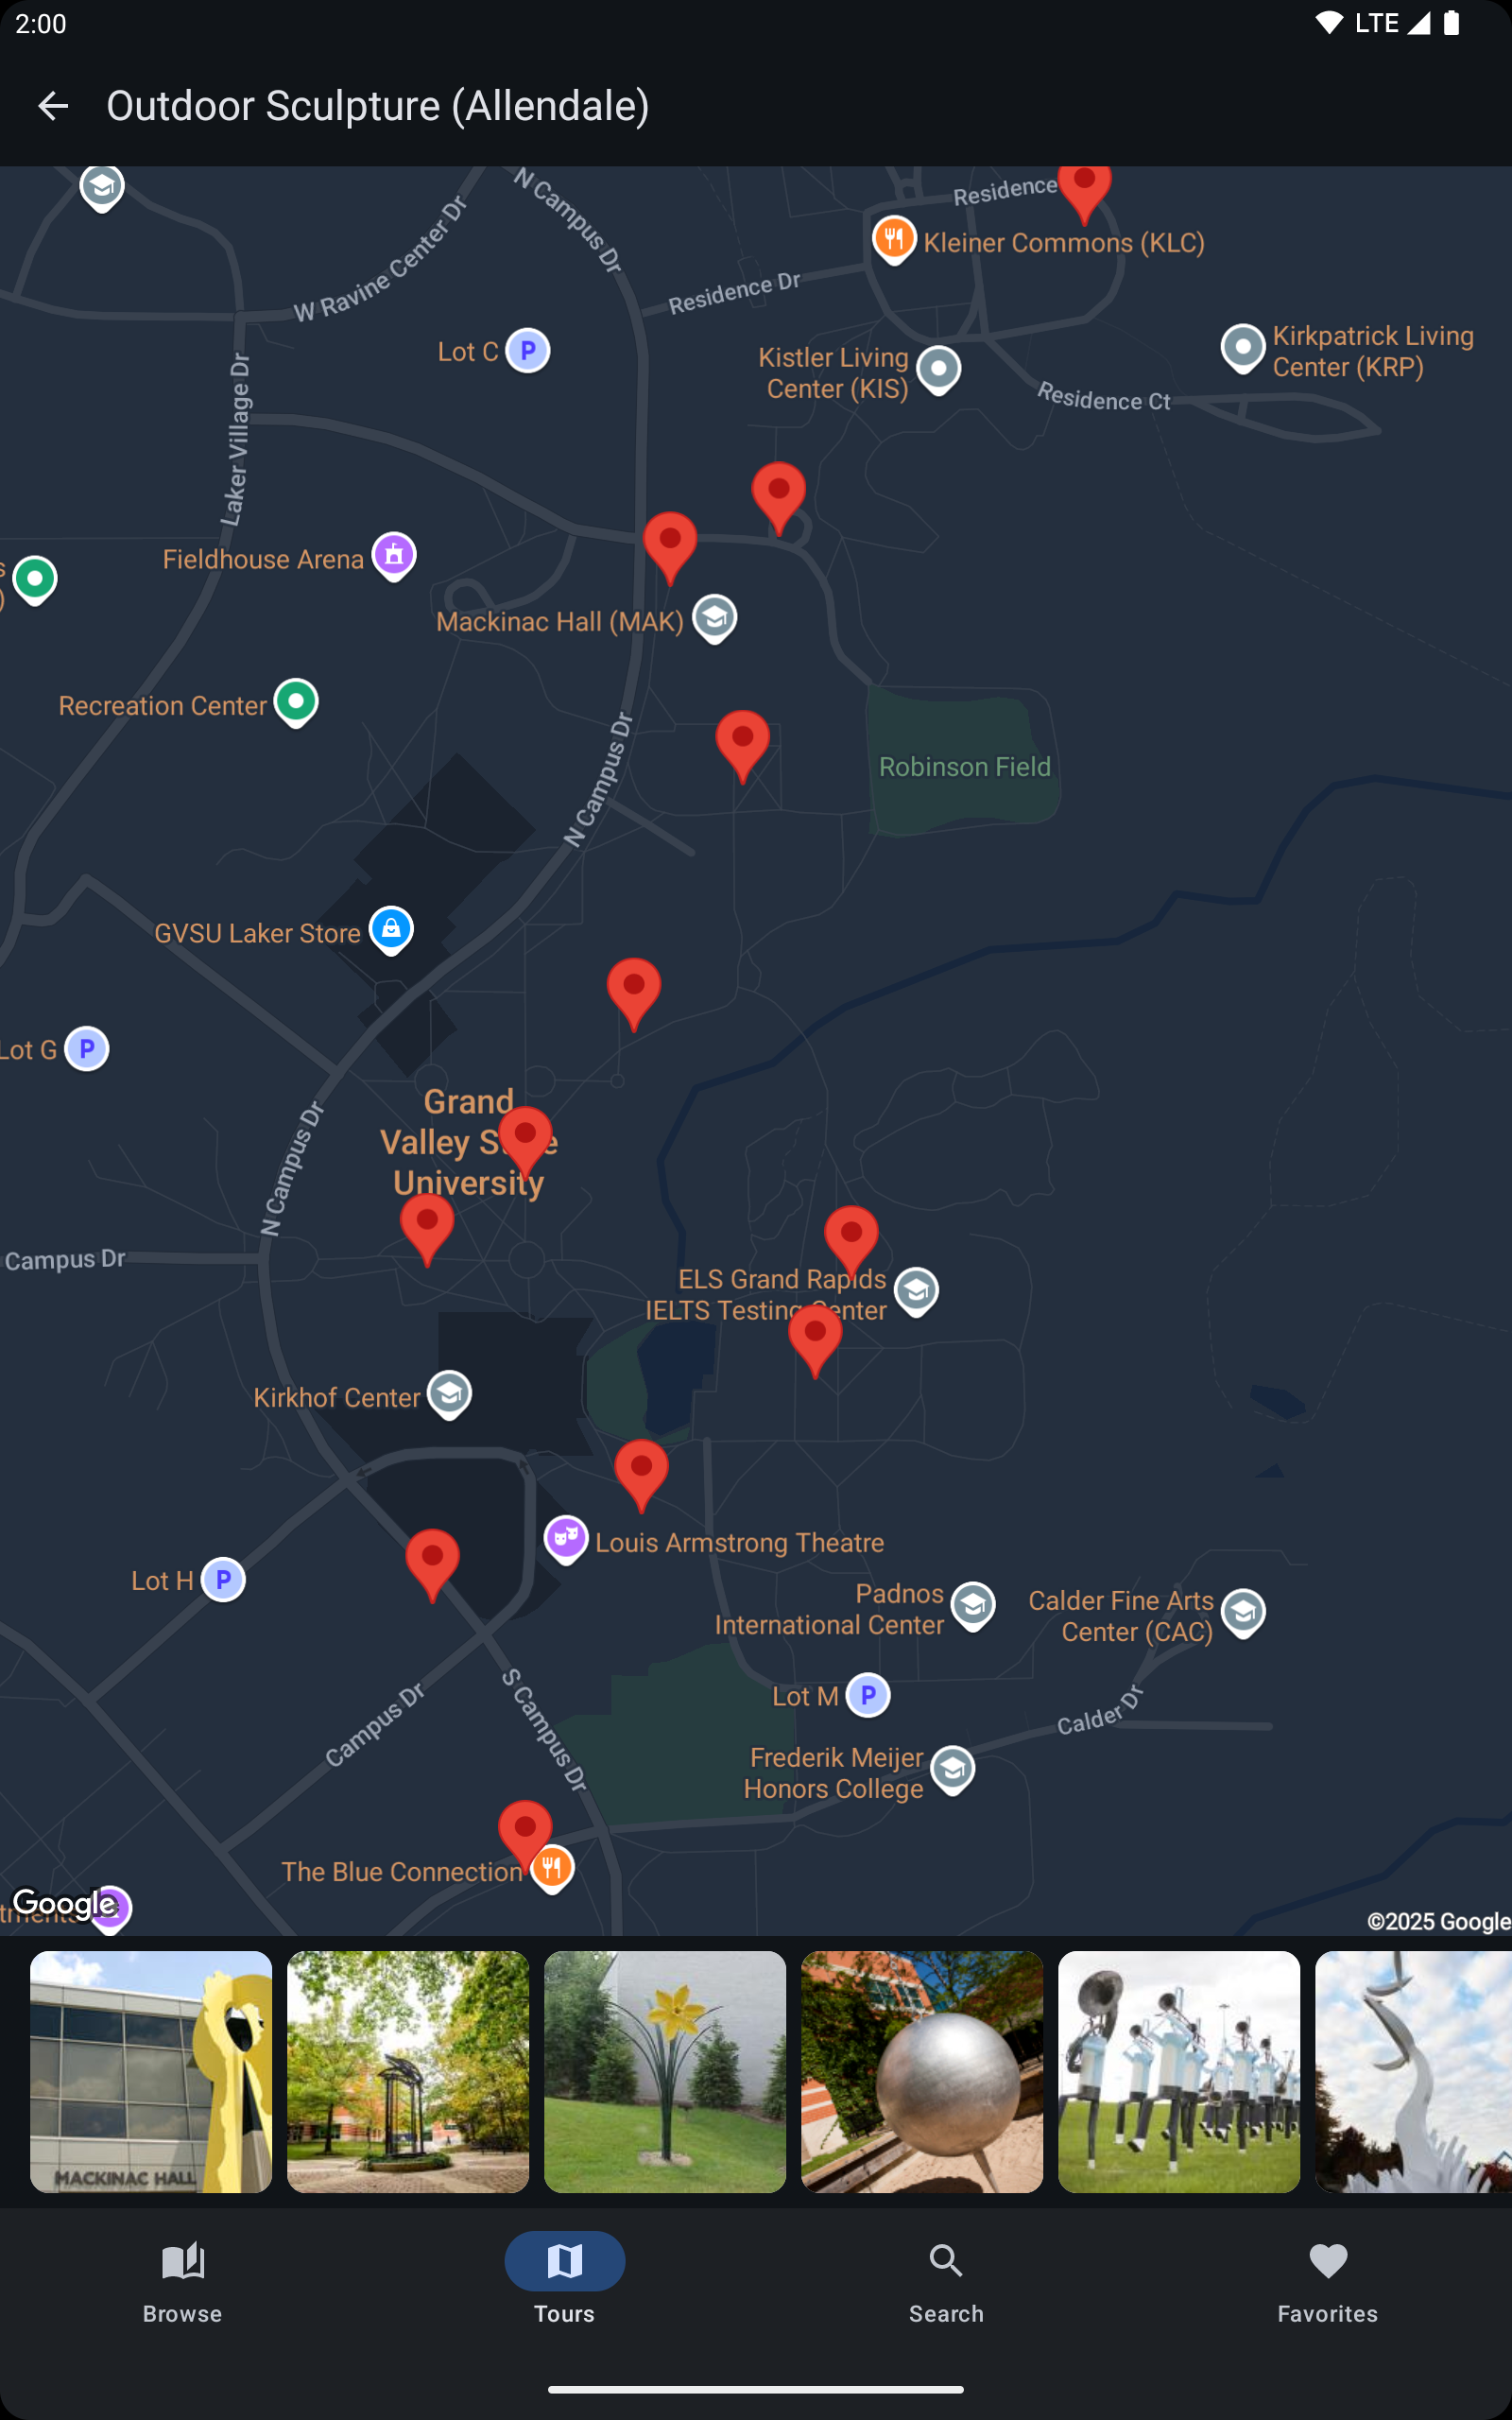 2:00
LTE
Outdoor Sculpture (Allendale)
N Campus Dr
Residence
Kleiner Commons (KLC)
W Ravine Center Dr
Residence Dr
Lot C
Kistler Living
Center (KIS)
Kirkpatrick Living
Center (KRP)
Residence Ct
Laker Village Dr
Fieldhouse Arena
s
)
Mackinac Hall (MAK)
Recreation Center
N Campus Dr
Robinson Field
GVSU Laker Store
Lot G
Grand
Valley State
University
N Campus Dr
Campus Dr
ELS Grand Rapids
IELTS Testing Center
Kirkhof Center
Louis Armstrong Theatre
Lot H
Padnos
International Center
Calder Fine Arts
Center (CAC)
S Campus Dr
Campus Dr
Lot M
Calder Dr
Frederik Meijer
Honors College
The Blue Connection
Google
©2025 Google
MACKINAC HALL
Browse
Tours
Search
Favorites